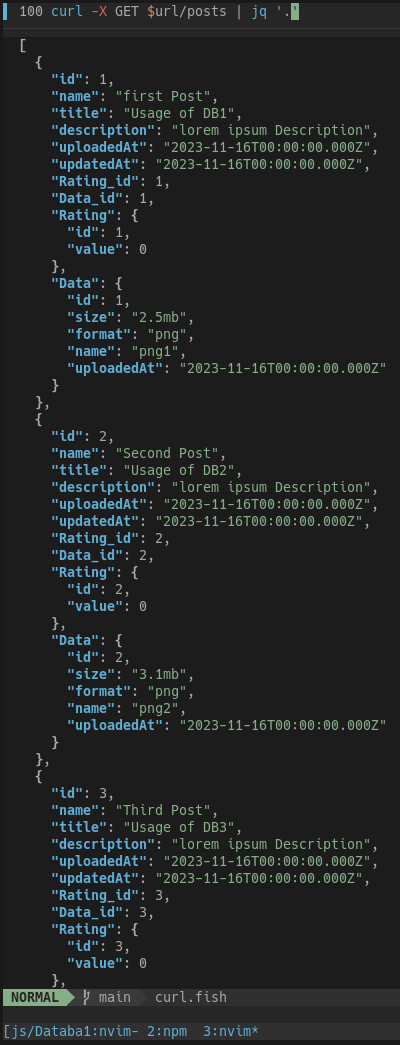 100 curl -X GET $url/posts | jq '.'
[
  {
    "id": 1,
    "name": "first Post",
    "title": "Usage of DB1",
    "description": "lorem ipsum Description",
    "uploadedAt": "2023-11-16T00:00:00.000Z",
    "updatedAt": "2023-11-16T00:00:00.000Z",
    "Rating_id": 1,
    "Data_id": 1,
    "Rating": {
      "id": 1,
      "value": 0
    },
    "Data": {
      "id": 1,
      "size": "2.5mb",
      "format": "png",
      "name": "png1",
      "uploadedAt": "2023-11-16T00:00:00.000Z"
    }
  },
  {
    "id": 2,
    "name": "Second Post",
    "title": "Usage of DB2",
    "description": "lorem ipsum Description",
    "uploadedAt": "2023-11-16T00:00:00.000Z",
    "updatedAt": "2023-11-16T00:00:00.000Z",
    "Rating_id": 2,
    "Data_id": 2,
    "Rating": {
      "id": 2,
      "value": 0
    },
    "Data": {
      "id": 2,
      "size": "3.1mb",
      "format": "png",
      "name": "png2",
      "uploadedAt": "2023-11-16T00:00:00.000Z"
    }
  },
  {
    "id": 3,
    "name": "Third Post",
    "title": "Usage of DB3",
    "description": "lorem ipsum Description",
    "uploadedAt": "2023-11-16T00:00:00.000Z",
    "updatedAt": "2023-11-16T00:00:00.000Z",
    "Rating_id": 3,
    "Data_id": 3,
    "Rating": {
      "id": 3,
      "value": 0
    },
NORMAL main curl.fish
[js/Databa1:nvim- 2:npm  3:nvim*